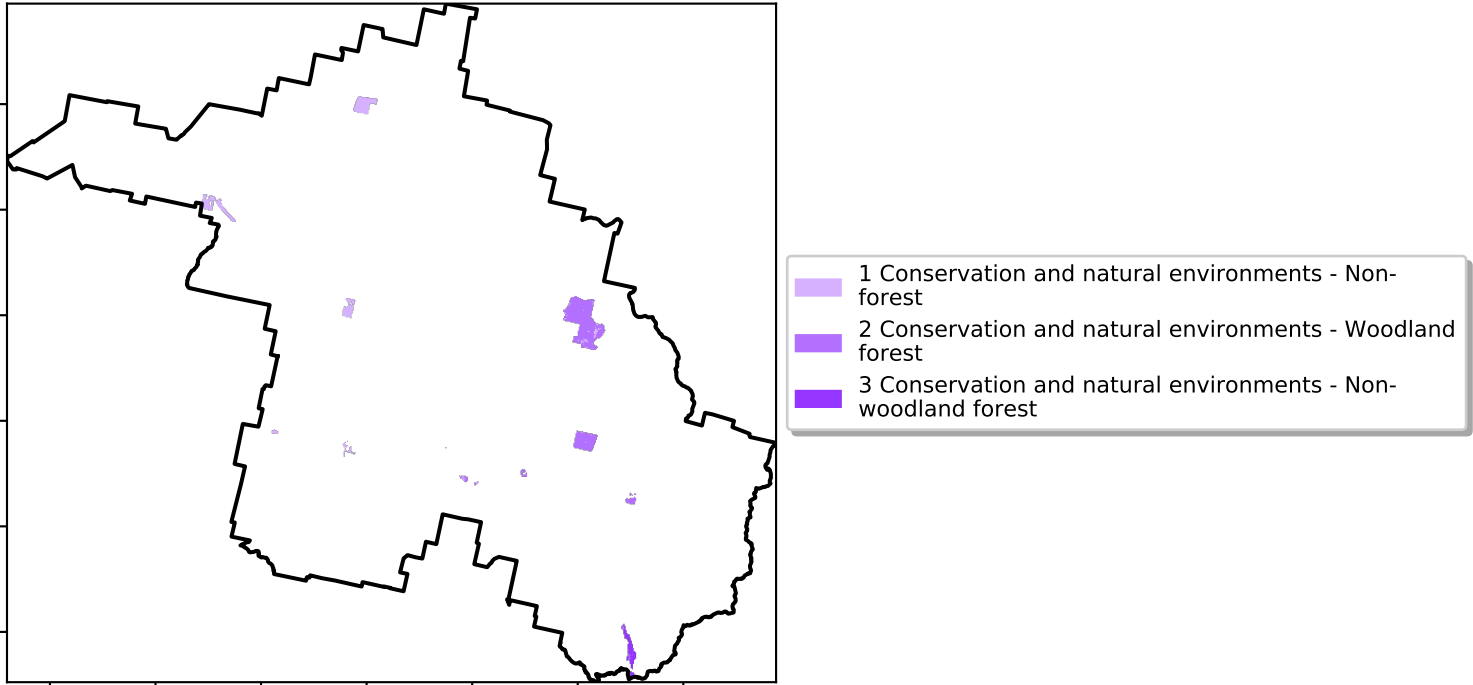 1 Conservation and natural environments - Non-
forest
2 Conservation and natural environments - Woodland
forest
3 Conservation and natural environments - Non-
woodland forest